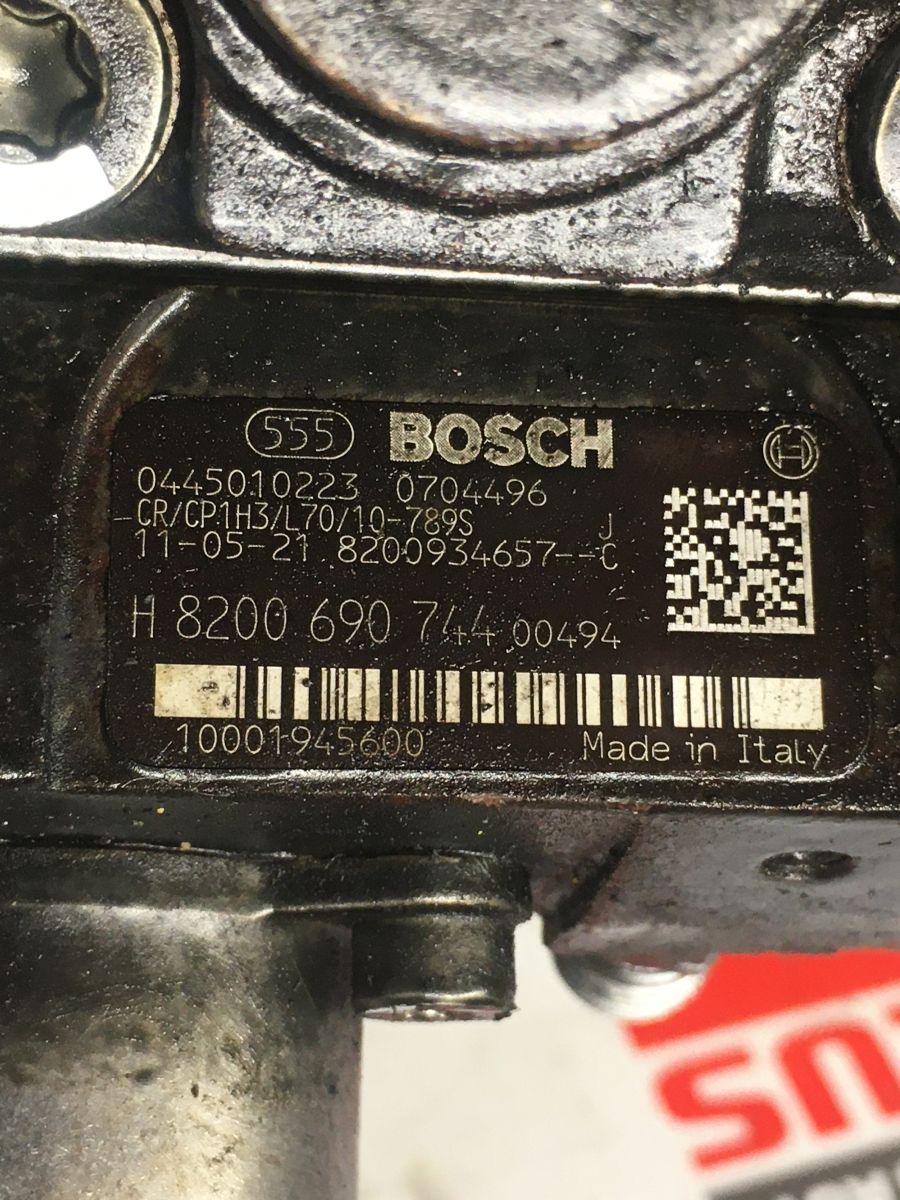 555 BOSCH
0445010223 0704496
CR/CP1H3/L70/10-789S J
11-05-21 8200934657--C
H 8200 690 744 00494
10001945600 Made in Italy